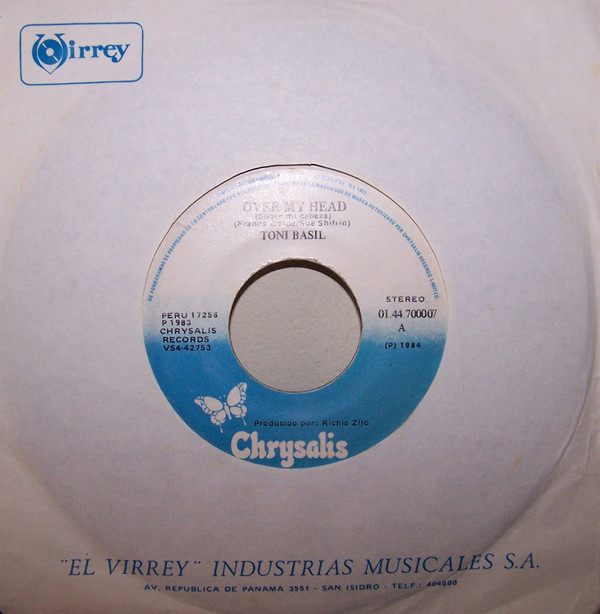 Virrey
OVER MY HEAD
(Sobre mi cabeza)
TONI BASIL
PERU 17256
P 1983
CHRYSALIS
RECORDS
VS4-42753
STEREO
01.44.700007
A
(P) 1984
Producido por: Richie Zito
Chrysalis
"EL VIRREY" INDUSTRIAS MUSICALES S.A.
AV. REPUBLICA DE PANAMA 3551 - SAN ISIDRO - TELF.: 404500